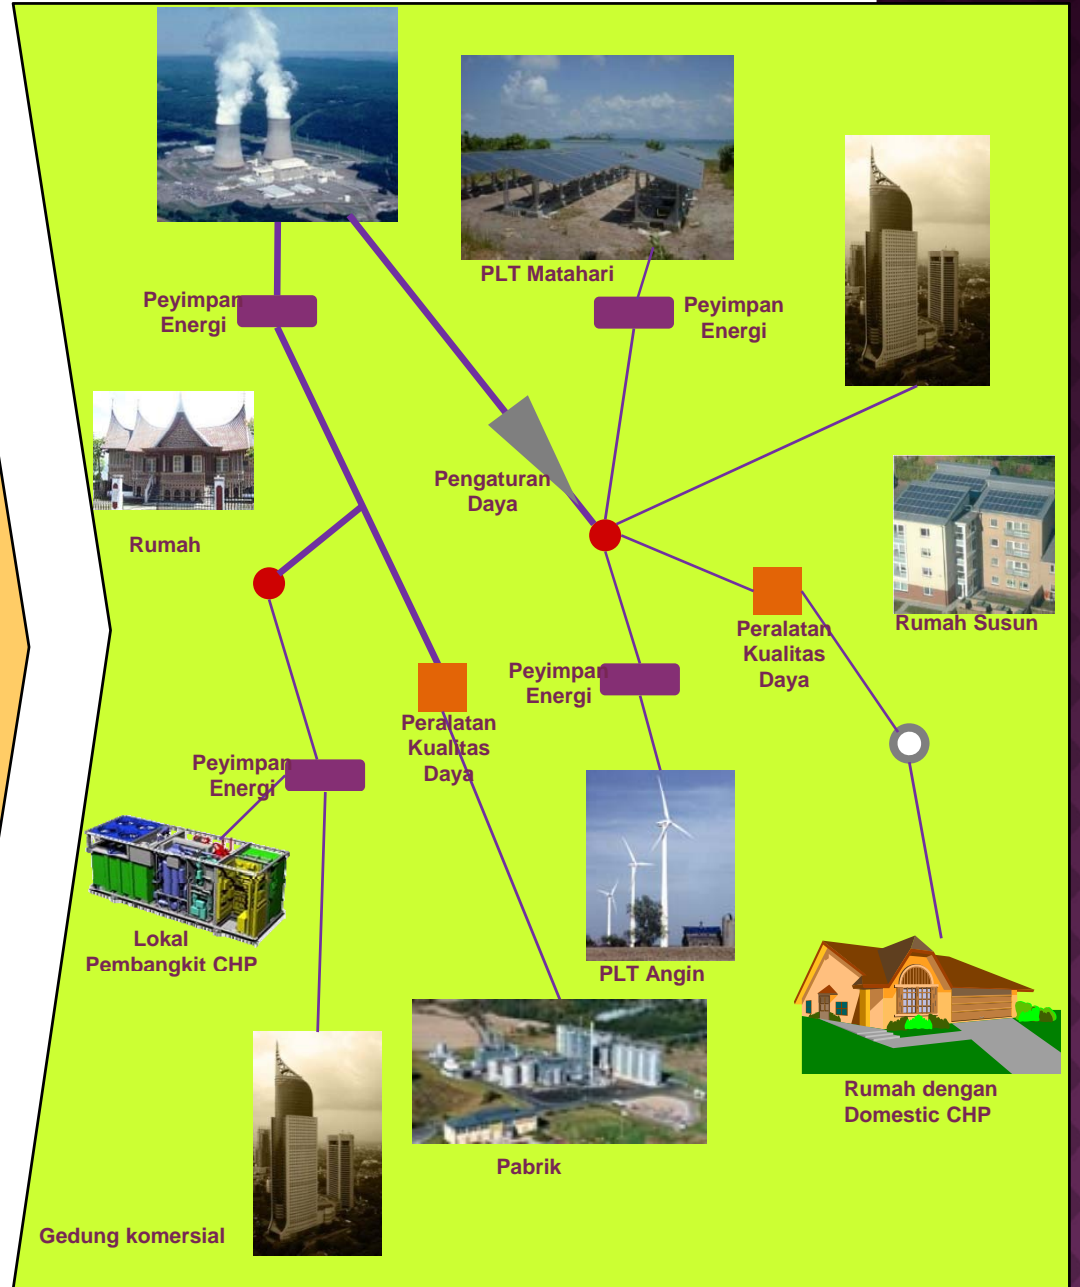 PLT Matahari
Peyimpan
Energi
Peyimpan
Energi
Pengaturan
Daya
Rumah
Rumah Susun
Peralatan
Kualitas
Daya
Peyimpan
Energi
Peralatan
Kualitas
Daya
Peyimpan
Energi
Lokal
Pembangkit CHP
PLT Angin
Rumah dengan
Domestic CHP
Pabrik
Gedung komersial